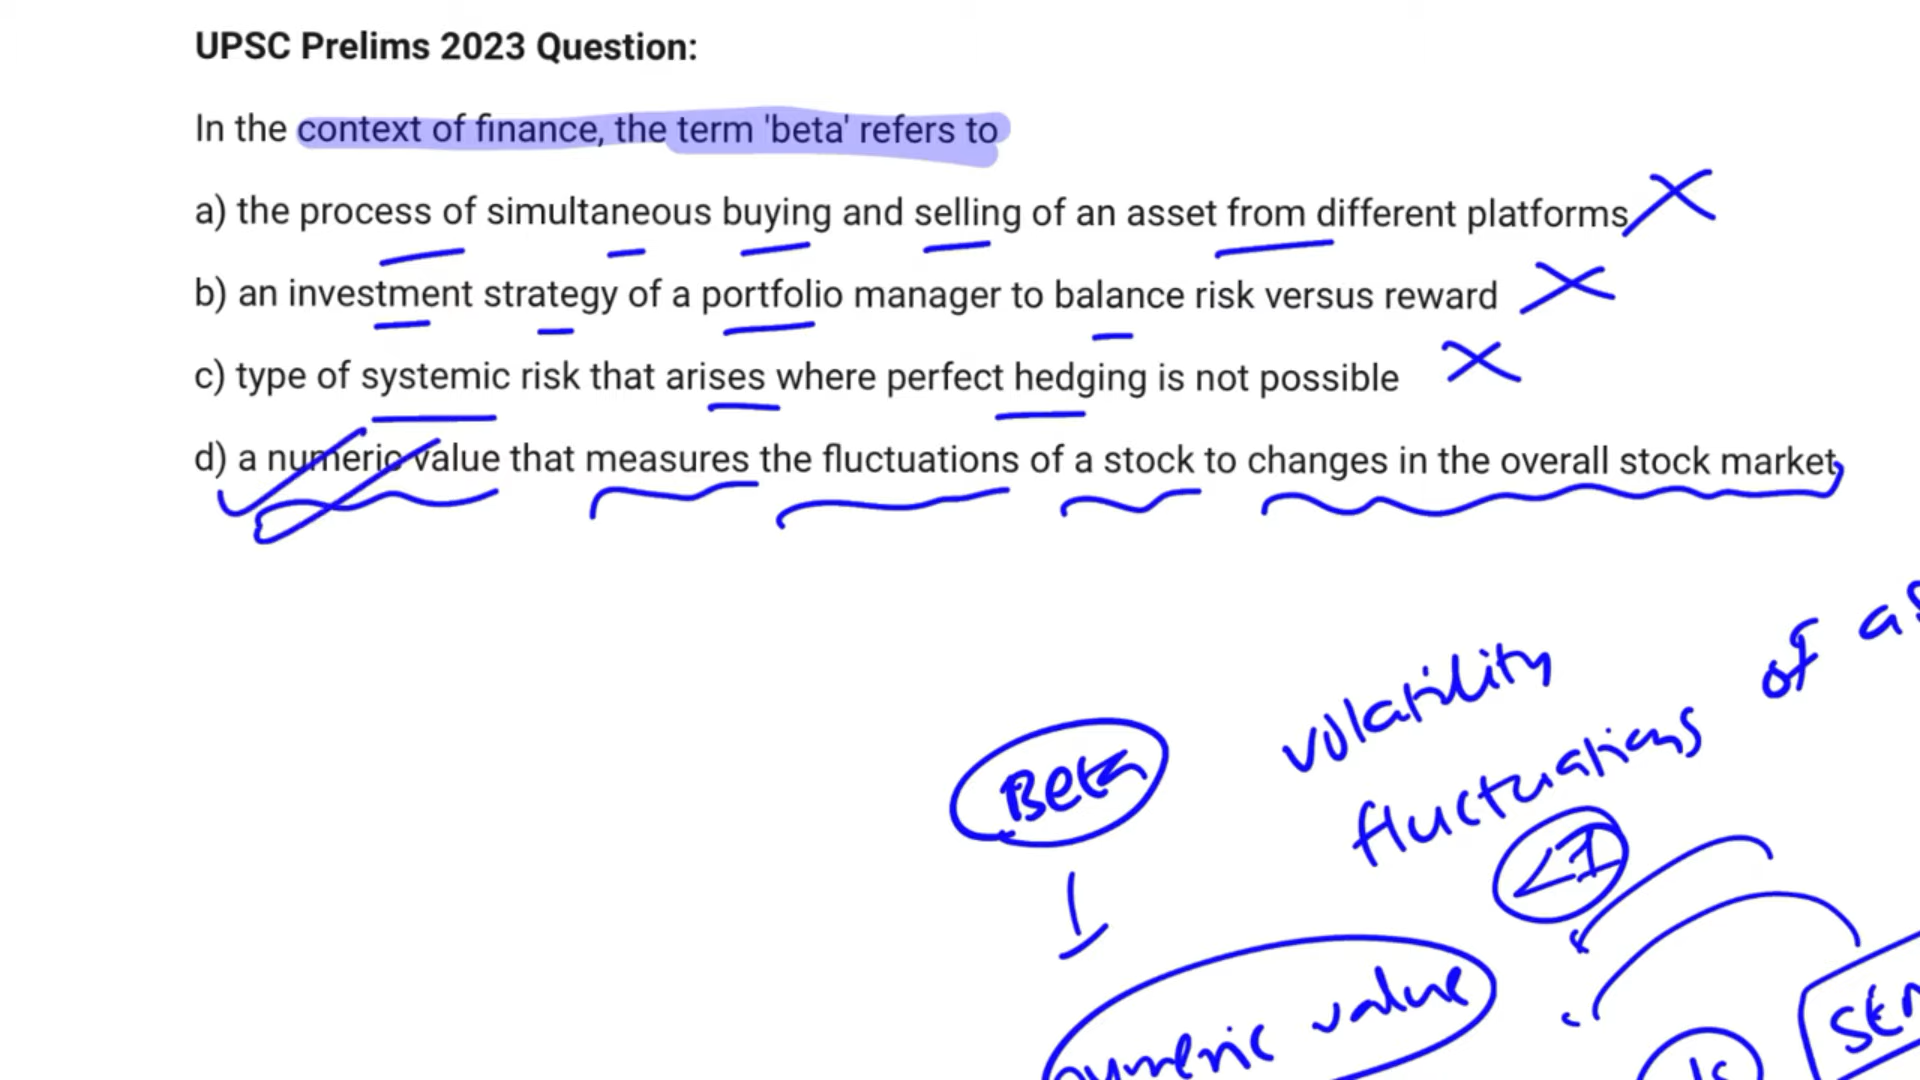 UPSC Prelims 2023 Question:
In the context of finance, the term 'beta' refers to
a) the process of simultaneous buying and selling of an asset from different platforms
b) an investment strategy of a portfolio manager to balance risk versus reward
c) type of systemic risk that arises where perfect hedging is not possible
d) a numeric value that measures the fluctuations of a stock to changes in the overall stock market
volatility
fluctuations of
Beta
<1
numeric value